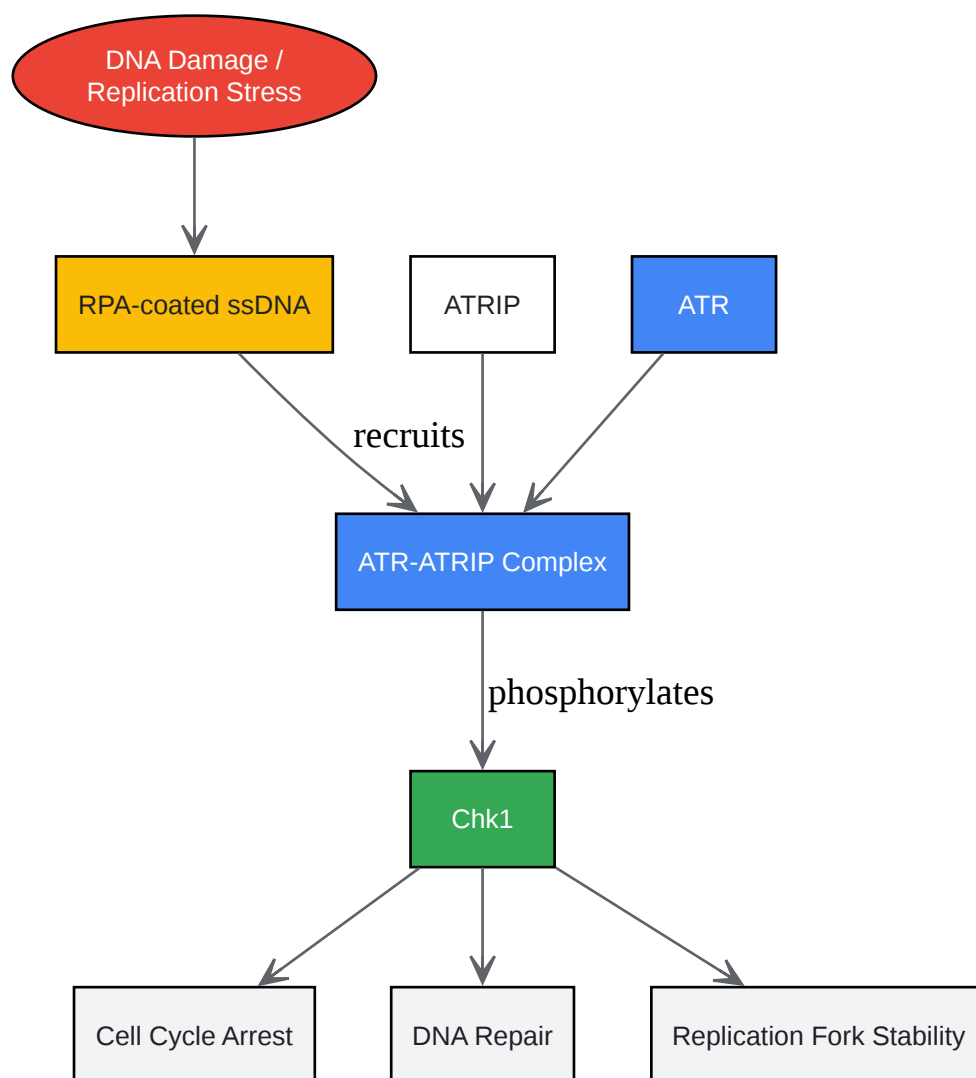 DNA Damage /
Replication Stress
RPA-coated ssDNA
ATRIP
ATR
recruits
ATR-ATRIP Complex
phosphorylates
Chk1
Cell Cycle Arrest
DNA Repair
Replication Fork Stability